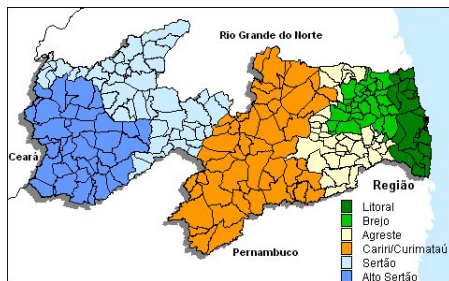 Rio Grande do Norte
Ceará
Pernambuco
Região
Litoral
Brejo
Agreste
Cariri/Curimataú
Sertão
Alto Sertão